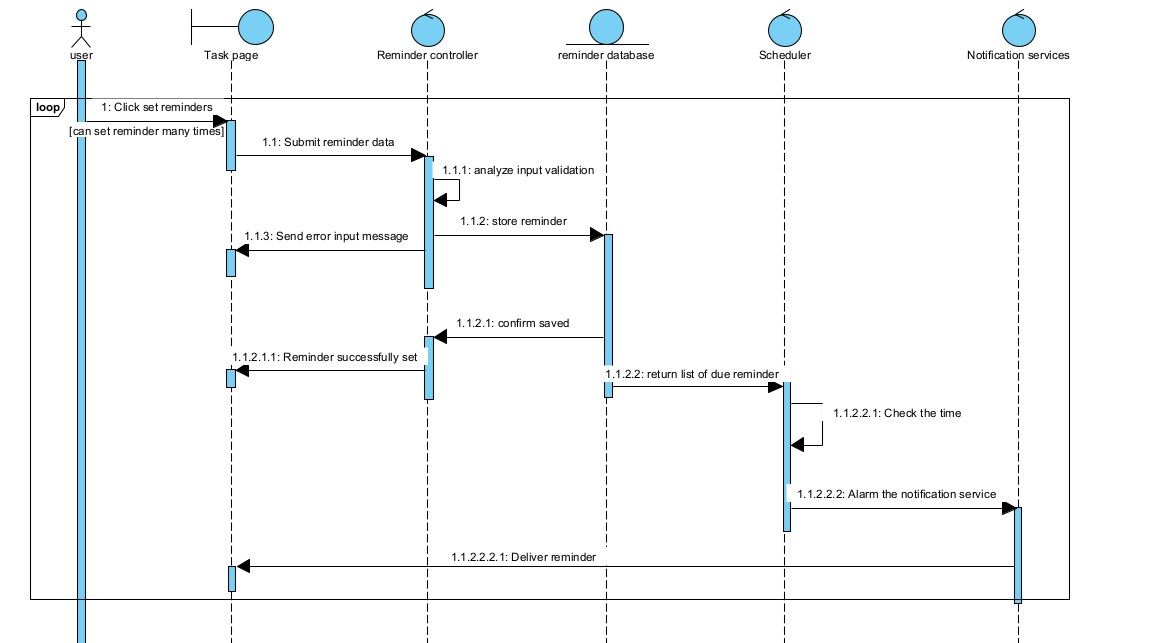 user
Task page
Reminder controller
reminder database
Scheduler
Notification services
loop
1: Click set reminders
[can set reminder many times]
1.1: Submit reminder data
1.1.1: analyze input validation
1.1.2: store reminder
1.1.3: Send error input message
1.1.2.1: confirm saved
1.1.2.1.1: Reminder successfully set
1.1.2.2: return list of due reminder
1.1.2.2.1: Check the time
1.1.2.2.2: Alarm the notification service
1.1.2.2.2.1: Deliver reminder